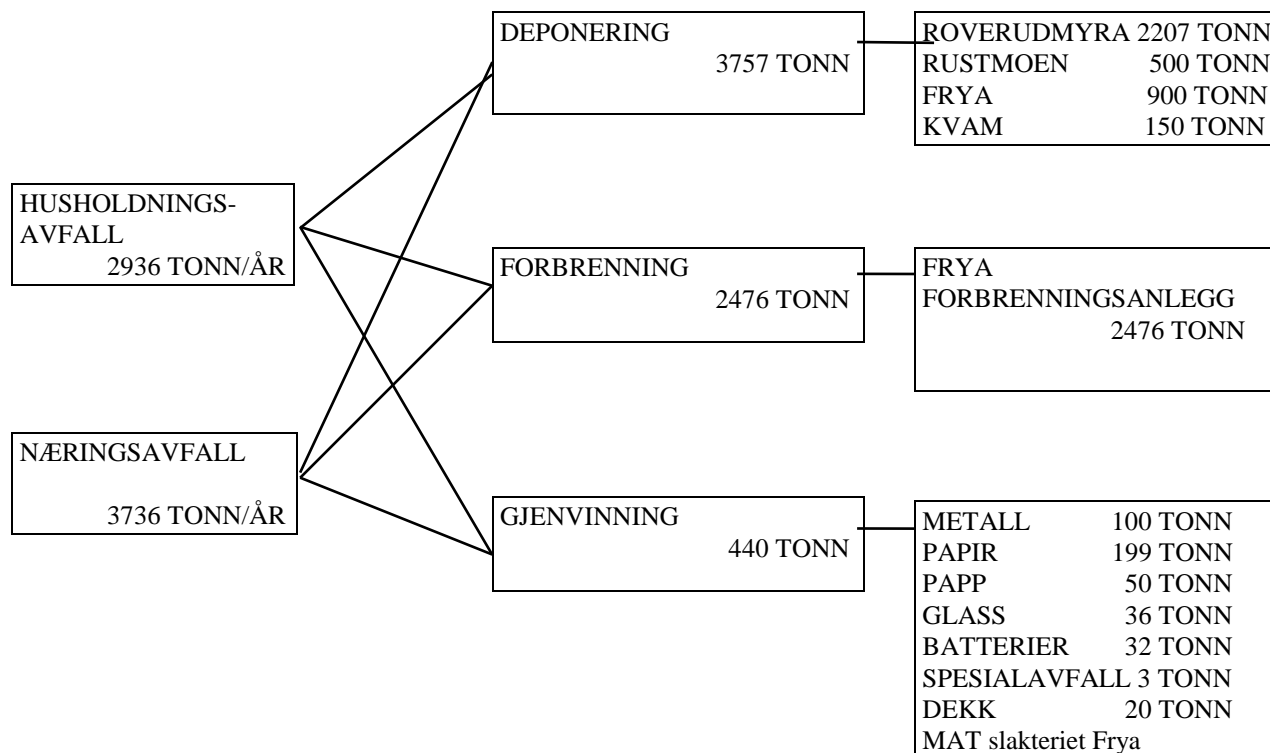 DEPONERING
3757 TONN
ROVERUDMYRA 2207 TONN
RUSTMOEN 500 TONN
FRYA 900 TONN
KVAM 150 TONN
HUSHOLDNINGS-
AVFALL
2936 TONN/ÅR
FORBRENNING
2476 TONN
FRYA
FORBRENNINGSANLEGG
2476 TONN
NÆRINGSAVFALL
3736 TONN/ÅR
GJENVINNING
440 TONN
METALL 100 TONN
PAPIR 199 TONN
PAPP 50 TONN
GLASS 36 TONN
BATTERIER 32 TONN
SPESIALAVFALL 3 TONN
DEKK 20 TONN
MAT slakteriet Frya